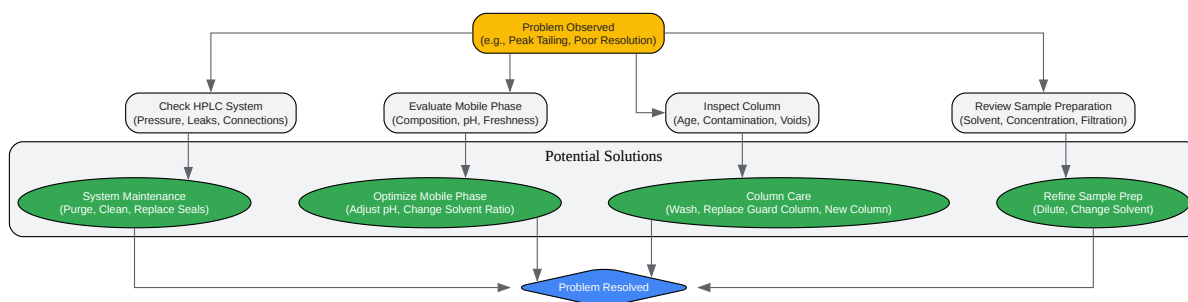 Problem Observed
(e.g., Peak Tailing, Poor Resolution)
Check HPLC System
(Pressure, Leaks, Connections)
Evaluate Mobile Phase
(Composition, pH, Freshness)
Inspect Column
(Age, Contamination, Voids)
Review Sample Preparation
(Solvent, Concentration, Filtration)
Potential Solutions
System Maintenance
(Purge, Clean, Replace Seals)
Optimize Mobile Phase
(Adjust pH, Change Solvent Ratio)
Column Care
(Wash, Replace Guard Column, New Column)
Refine Sample Prep
(Dilute, Change Solvent)
Problem Resolved